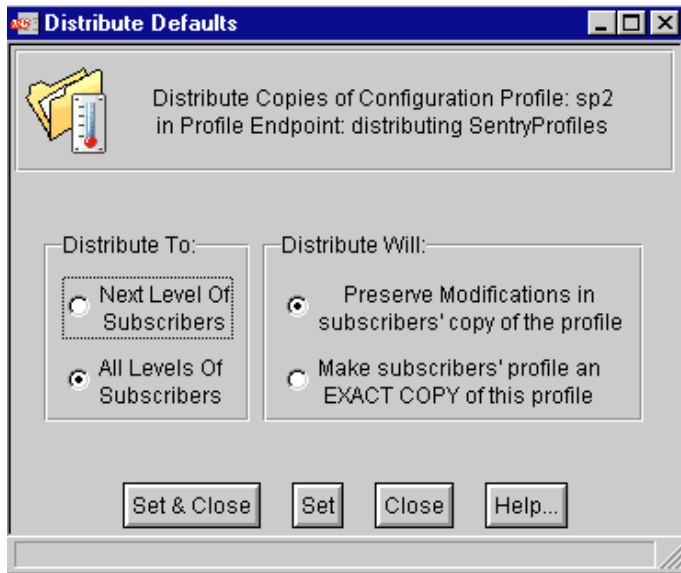 Distribute Defaults
Distribute Copies of Configuration Profile: sp2
in Profile Endpoint: distributing SentryProfiles
Distribute To:
Next Level Of
Subscribers
All Levels Of
Subscribers
Distribute Will:
Preserve Modifications in
subscribers' copy of the profile
Make subscribers' profile an
EXACT COPY of this profile
Set & Close
Set
Close
Help...